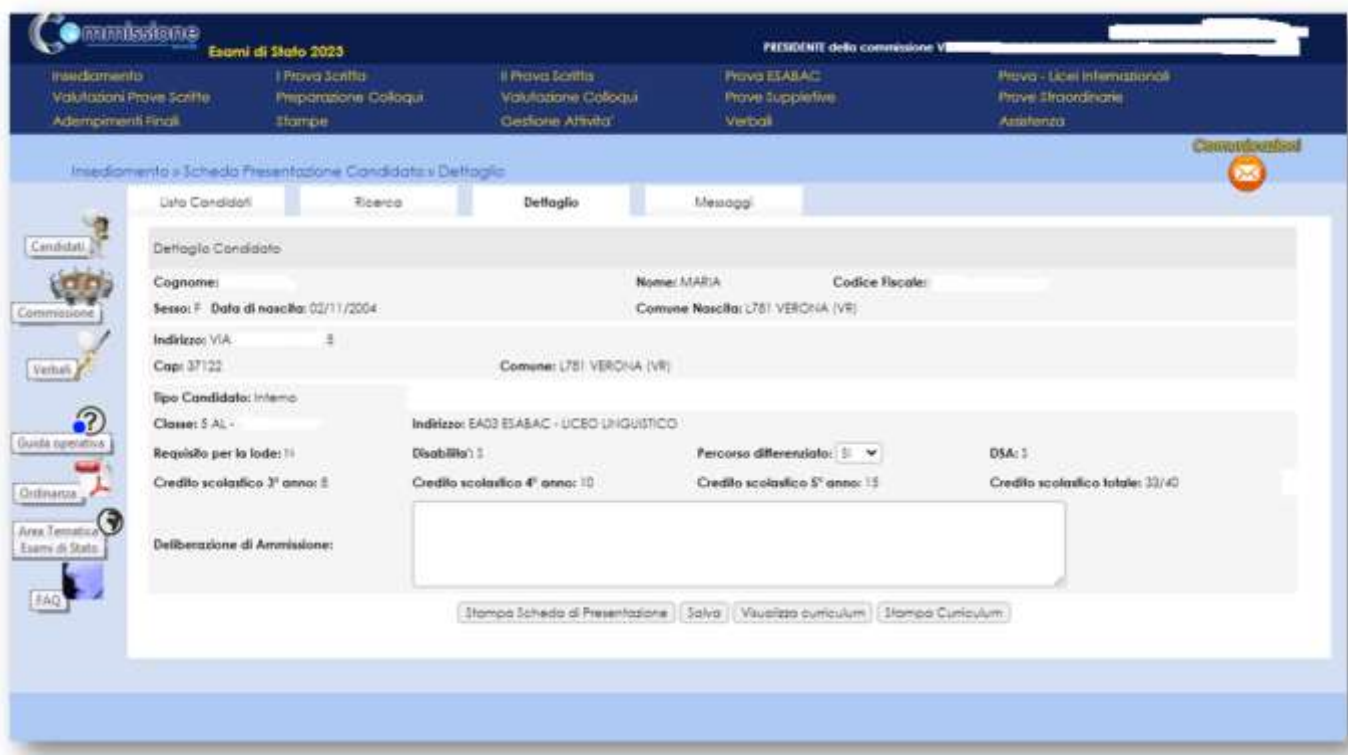 Commissione
Esami di Stato 2023
PRESIDENTE della commissione V
Insediamento I Prova Scritta II Prova Scritta Prova ESABAC Prova - Licei Internazionali
Valutazioni Prove Scritte Preparazione Colloqui Valutazione Colloqui Prove Suppletive Prove Straordinarie
Adempimenti Finali Stampe Gestione Attivita' Verbali Assistenza
Comunicazioni
Insediamento » Scheda Presentazione Candidato » Dettaglio
Lista Candidati Ricerca Dettaglio Messaggi
Candidati
Commissione
Verbali
Guida operativa
Ordinanza
Area Tematica
Esami di Stato
FAQ
Dettaglio Candidato
Cognome: Nome: MARIA Codice Fiscale:
Sesso: F Data di nascita: 02/11/2004 Comune Nascita: L781 VERONA (VR)
Indirizzo: VIA 8
Cap: 37122 Comune: L781 VERONA (VR)
Tipo Candidato: Interno
Classe: 5 AL - Indirizzo: EA03 ESABAC - LICEO LINGUISTICO
Requisito per la lode: N Disabilita': S Percorso differenziato: SI DSA: S
Credito scolastico 3° anno: 8 Credito scolastico 4° anno: 10 Credito scolastico 5° anno: 15 Credito scolastico totale: 33/40
Deliberazione di Ammissione:
Stampa Scheda di Presentazione Salva Visualizza curriculum Stampa Curriculum